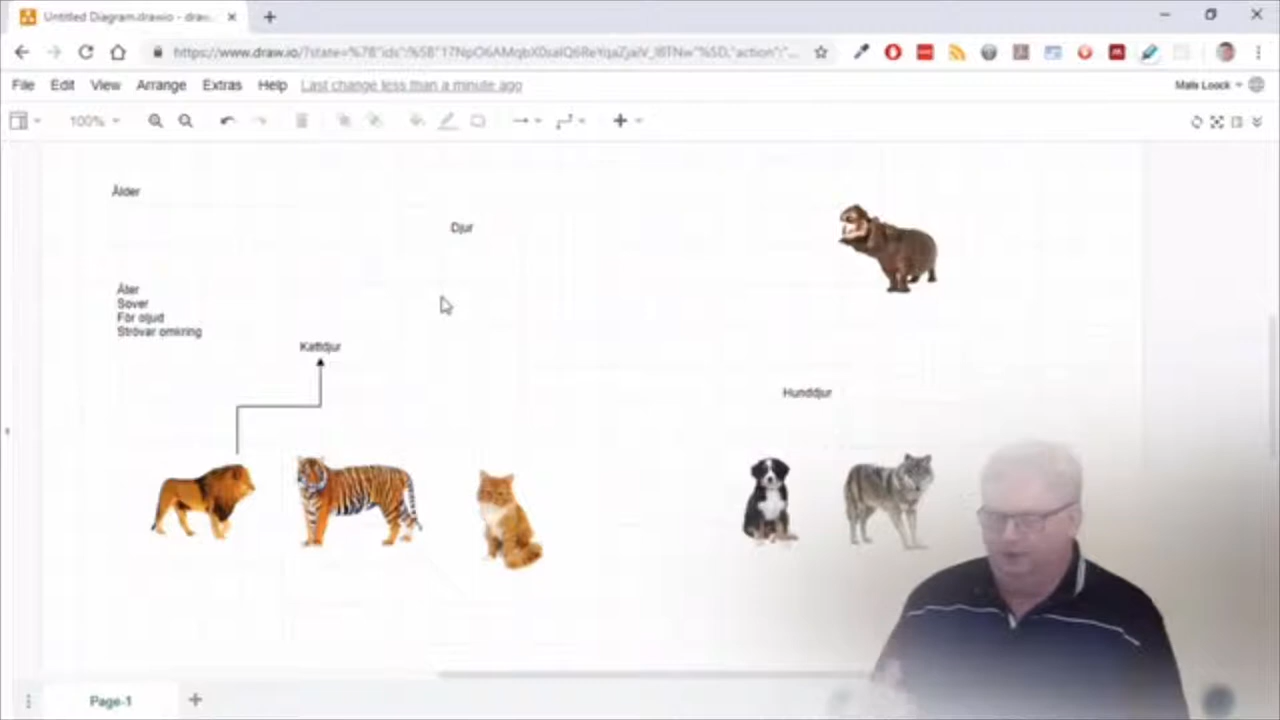 Untitled Diagram.drawio - draw.
File Edit View Arrange Extras Help Last change less than a minute ago
Mats Loock
100%
Ålder
Djur
Äter
Sover
För oljud
Strövar omkring
Kattdjur
Hunddjur
Page-1